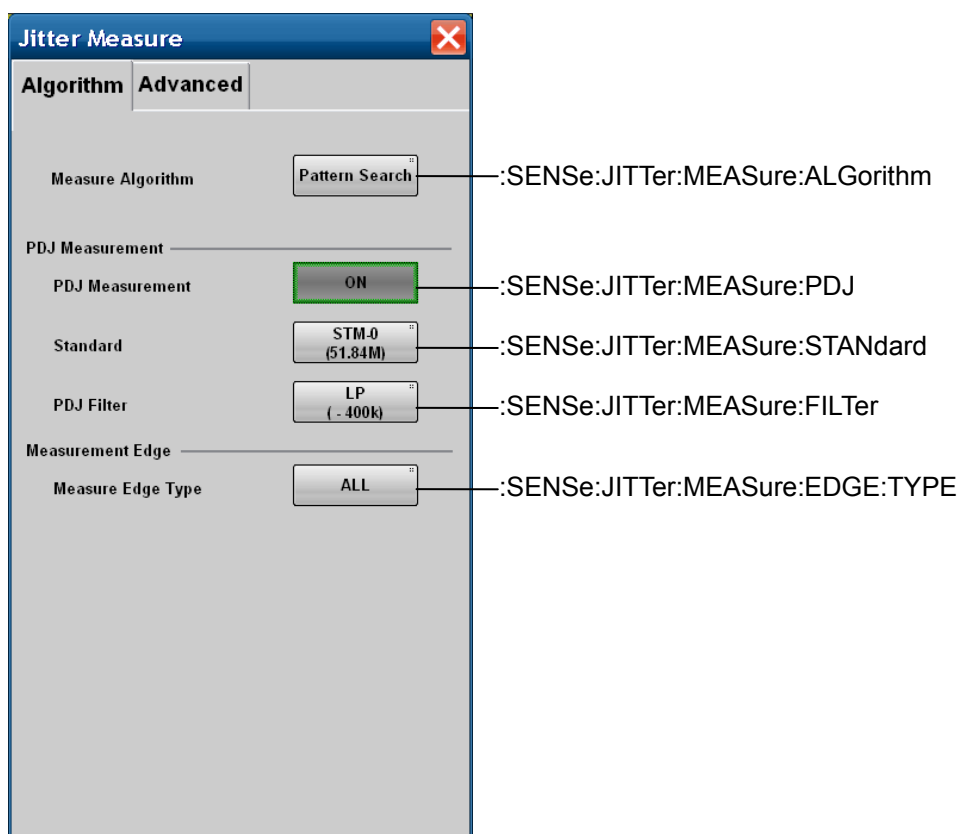 Jitter Measure
Algorithm Advanced
Measure Algorithm Pattern Search :SENSe:JITTer:MEASure:ALGorithm
PDJ Measurement
PDJ Measurement ON :SENSe:JITTer:MEASure:PDJ
Standard STM-0 (51.84M) :SENSe:JITTer:MEASure:STANdard
PDJ Filter LP ( - 400k) :SENSe:JITTer:MEASure:FILTer
Measurement Edge
Measure Edge Type ALL :SENSe:JITTer:MEASure:EDGE:TYPE